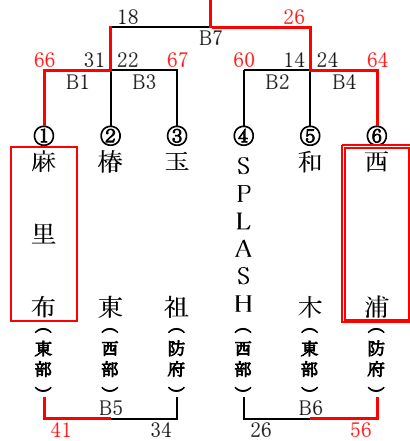 18 26
B7
66 31 22 67 60 14 24 64
B1 B3 B2 B4
① ② ③ ④ ⑤ ⑥
麻里布(東部)
椿東(西部)
玉祖(防府)
SPLASH(西部)
和木(東部)
西浦(防府)
B5 B6
41 34 26 56